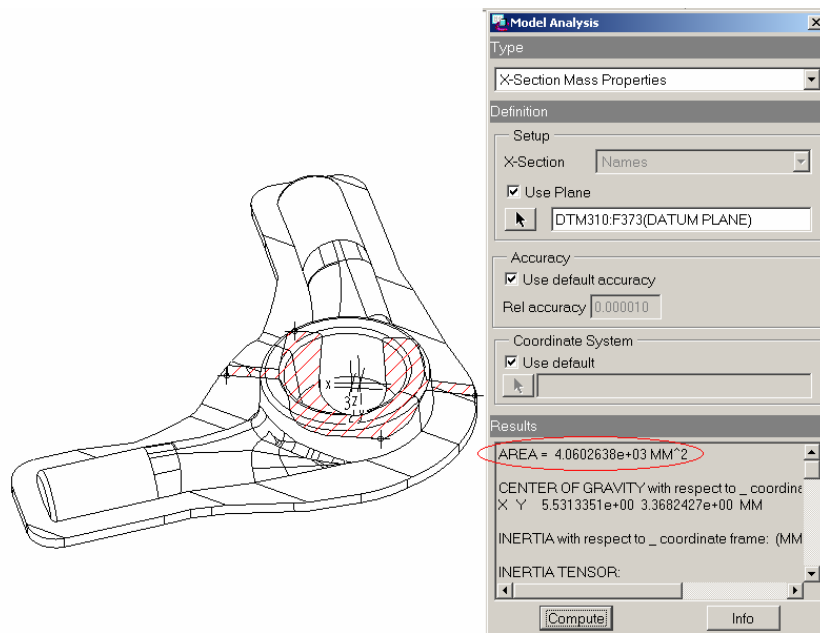 Model Analysis
Type
X-Section Mass Properties
Definition
Setup
X-Section Names
Use Plane
DTM310:F373(DATUM PLANE)
Accuracy
Use default accuracy
Rel accuracy 0.000010
Coordinate System
Use default
Results
AREA = 4.0602638e+03 MM^2
CENTER OF GRAVITY with respect to _ coordina
X Y 5.5313351e+00 3.3682427e+00 MM
INERTIA with respect to _ coordinate frame: (MM
INERTIA TENSOR:
Compute Info
x
3
z